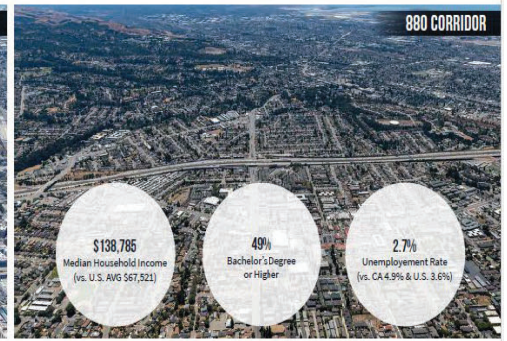 880 CORRIDOR
$138,785
Median Household Income
(vs. U.S. AVG $67,521)
49%
Bachelor's Degree
or Higher
2.7%
Unemployement Rate
(vs. CA 4.9% & U.S. 3.6%)